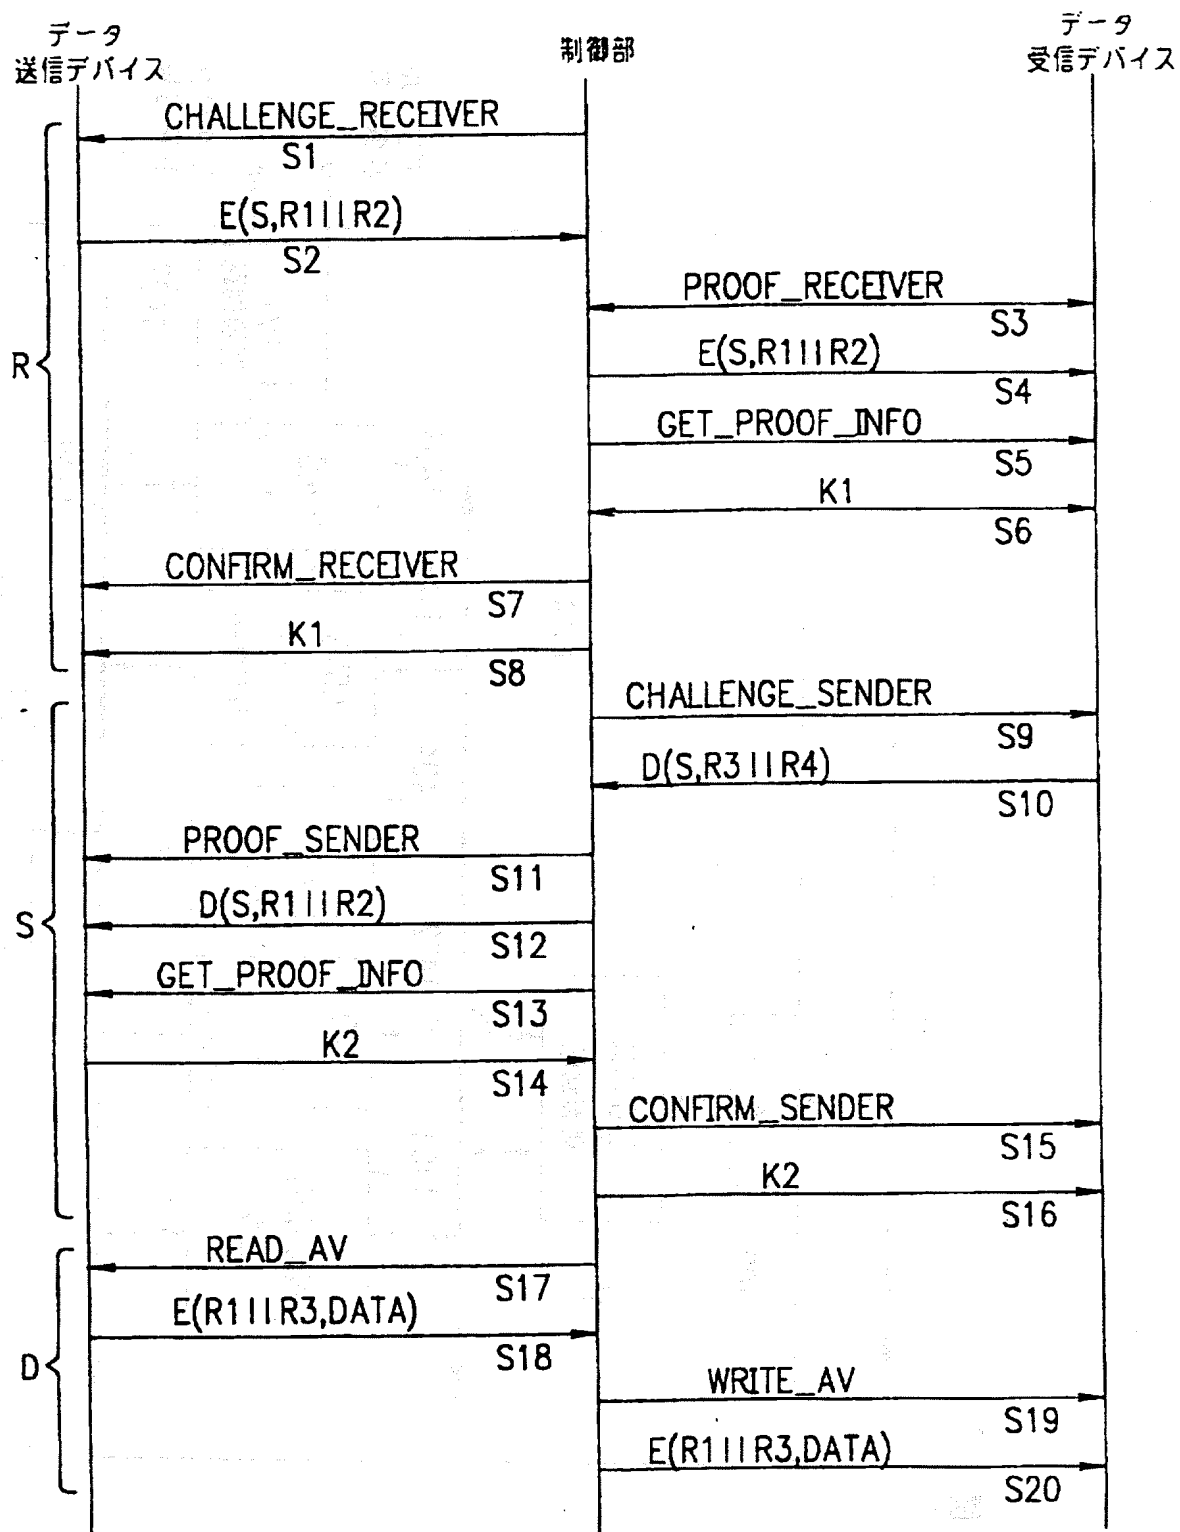 データ
送信デバイス
制御部
データ
受信デバイス
CHALLENGE_RECEIVER
S1
E(S,R1||R2)
S2
PROOF_RECEIVER
S3
E(S,R1||R2)
S4
GET_PROOF_INFO
S5
K1
S6
CONFIRM_RECEIVER
S7
K1
S8
R
CHALLENGE_SENDER
S9
D(S,R3||R4)
S10
PROOF_SENDER
S11
D(S,R1||R2)
S12
GET_PROOF_INFO
S13
K2
S14
CONFIRM_SENDER
S15
K2
S16
S
READ_AV
S17
E(R1||R3,DATA)
S18
WRITE_AV
S19
E(R1||R3,DATA)
S20
D